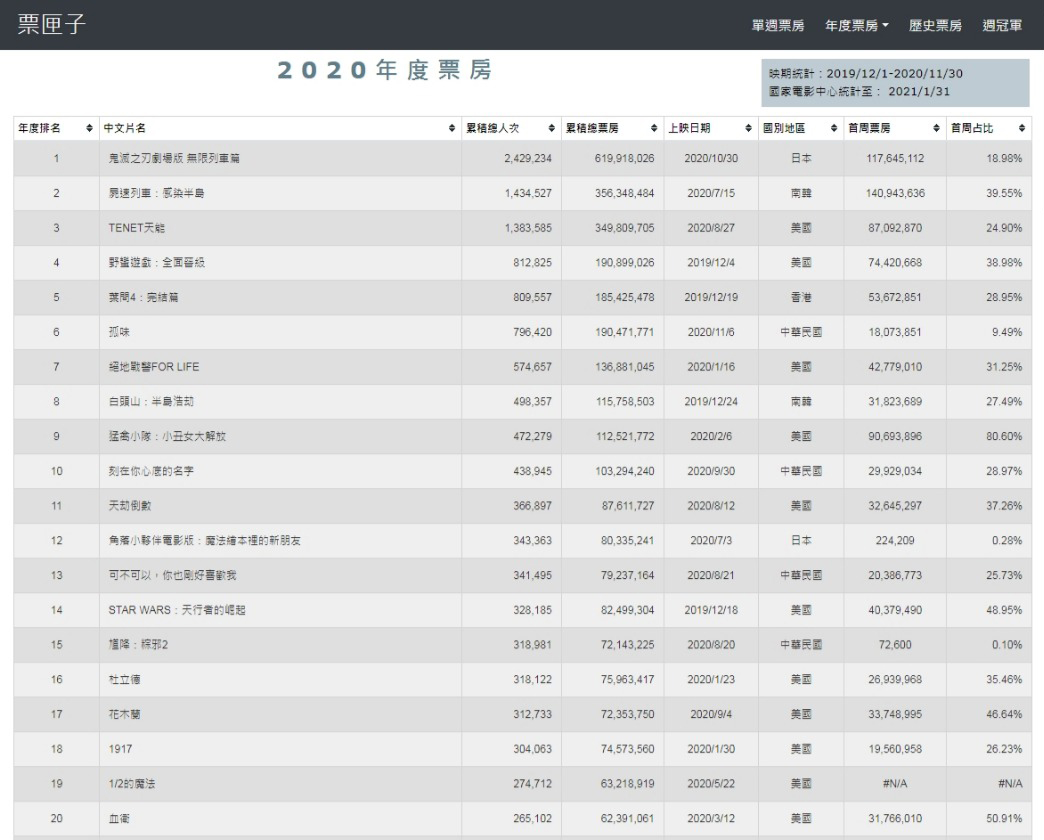 票匣子
單週票房 年度票房 歷史票房 週冠軍
2020年度票房
映期統計：2019/12/1-2020/11/30
國家電影中心統計至： 2021/1/31
年度排名 中文片名 累積總人次 累積總票房 上映日期 國別地區 首周票房 首周占比
1 鬼滅之刃劇場版 無限列車篇 2,429,234 619,918,026 2020/10/30 日本 117,645,112 18.98%
2 屍速列車：感染半島 1,434,527 356,348,484 2020/7/15 南韓 140,943,636 39.55%
3 TENET天能 1,383,585 349,809,705 2020/8/27 美國 87,092,870 24.90%
4 野蠻遊戲：全面晉級 812,825 190,899,026 2019/12/4 美國 74,420,668 38.98%
5 葉問4：完結篇 809,557 185,425,478 2019/12/19 香港 53,672,851 28.95%
6 孤味 796,420 190,471,771 2020/11/6 中華民國 18,073,851 9.49%
7 絕地戰警FOR LIFE 574,657 136,881,045 2020/1/16 美國 42,779,010 31.25%
8 白頭山：半島浩劫 498,357 115,758,503 2019/12/24 南韓 31,823,689 27.49%
9 猛禽小隊：小丑女大解放 472,279 112,521,772 2020/2/6 美國 90,693,896 80.60%
10 刻在你心底的名字 438,945 103,294,240 2020/9/30 中華民國 29,929,034 28.97%
11 天劫倒數 366,897 87,611,727 2020/8/12 美國 32,645,297 37.26%
12 角落小夥伴電影版：魔法繪本裡的新朋友 343,363 80,335,241 2020/7/3 日本 224,209 0.28%
13 可不可以，你也剛好喜歡我 341,495 79,237,164 2020/8/21 中華民國 20,386,773 25.73%
14 STAR WARS：天行者的崛起 328,185 82,499,304 2019/12/18 美國 40,379,490 48.95%
15 馗降：粽邪2 318,981 72,143,225 2020/8/20 中華民國 72,600 0.10%
16 杜立德 318,122 75,963,417 2020/1/23 美國 26,939,968 35.46%
17 花木蘭 312,733 72,353,750 2020/9/4 美國 33,748,995 46.64%
18 1917 304,063 74,573,560 2020/1/30 美國 19,560,958 26.23%
19 1/2的魔法 274,712 63,218,919 2020/5/22 美國 #N/A #N/A
20 血衛 265,102 62,391,061 2020/3/12 美國 31,766,010 50.91%